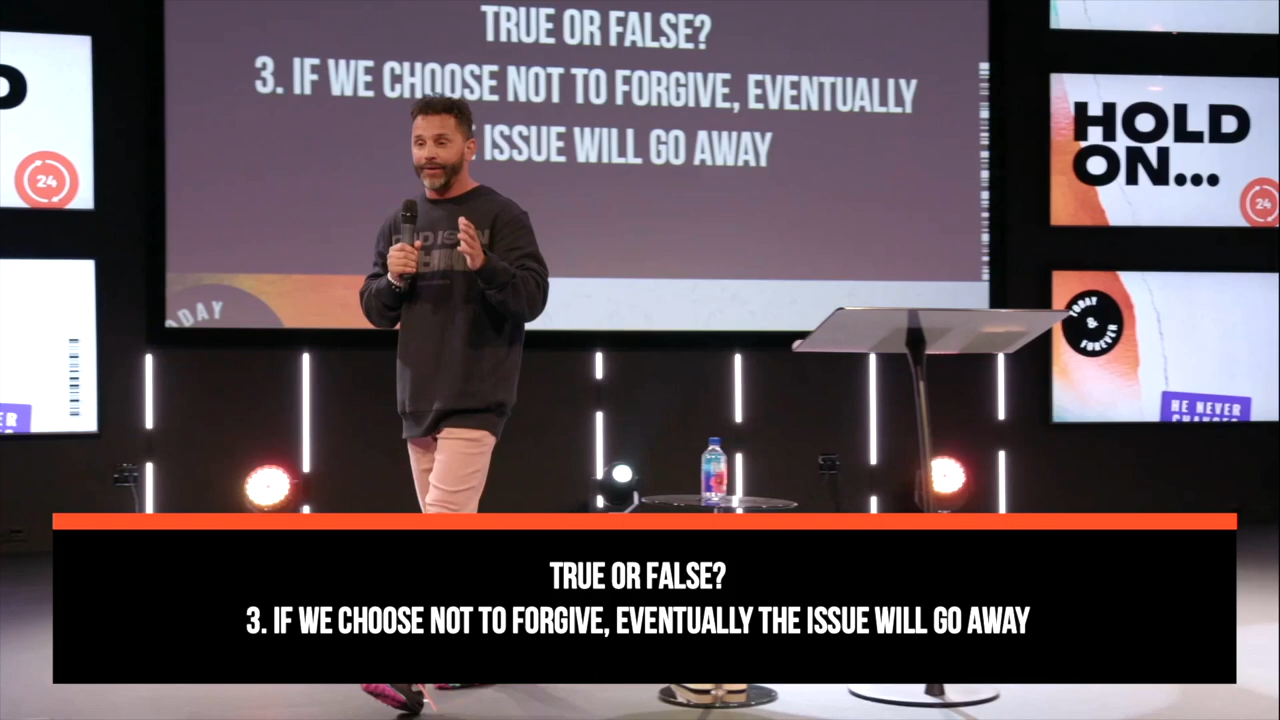 TRUE OR FALSE?
3. IF WE CHOOSE NOT TO FORGIVE, EVENTUALLY
ISSUE WILL GO AWAY
D
24
HOLD
ON...
24
TODAY
&
FOREVER
HE NEVER
TRUE OR FALSE?
3. IF WE CHOOSE NOT TO FORGIVE, EVENTUALLY THE ISSUE WILL GO AWAY